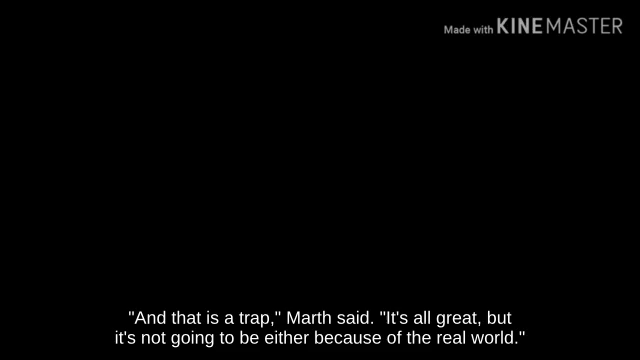 Made with KINEMASTER
"And that is a trap," Marth said. "It's all great, but
it's not going to be either because of the real world."